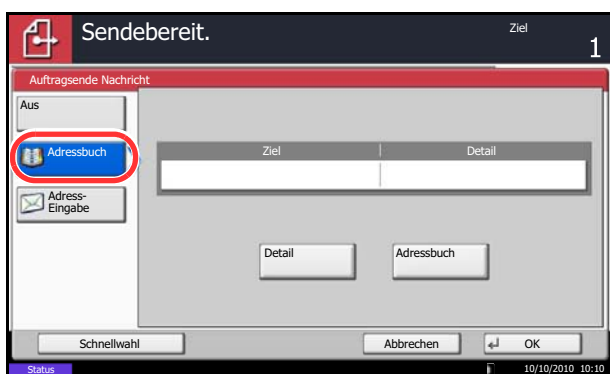 Sendebereit.
Ziel
1
Auftragsende Nachricht
Aus
Adressbuch
Ziel
Detail
Adress-
Eingabe
Detail
Adressbuch
Schnellwahl
Abbrechen
OK
Status
10/10/2010 10:10